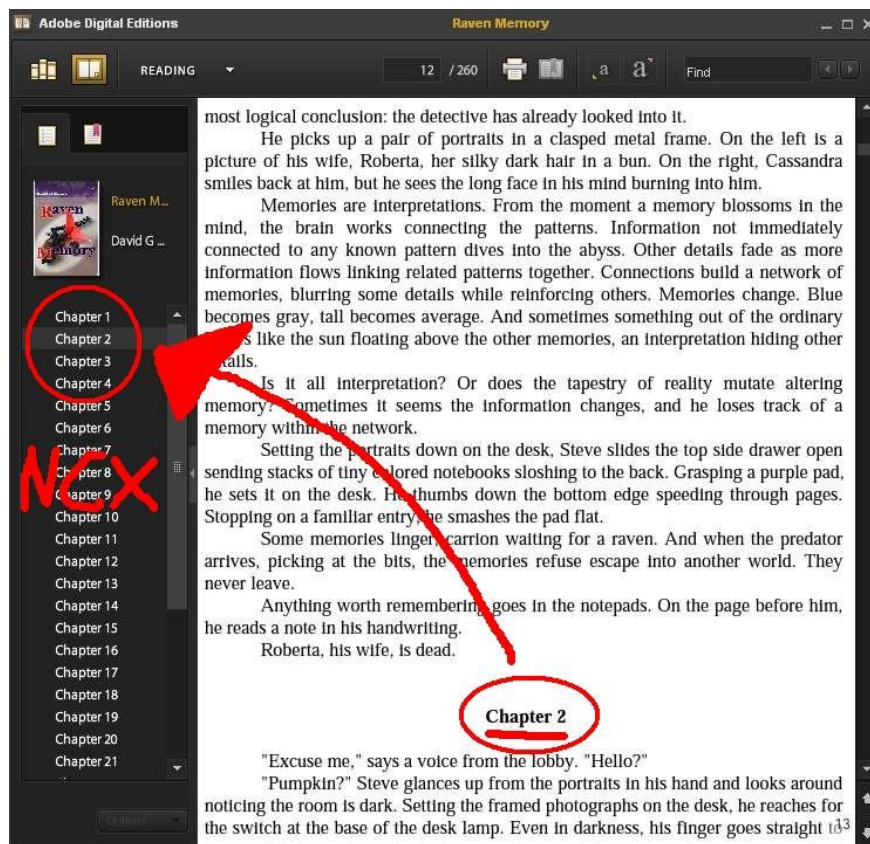 Adobe Digital Editions
Raven Memory
READING
12 / 260
a
a
Find
Raven M...
David G ...
Raven
Memory
Chapter 1
Chapter 2
Chapter 3
Chapter 4
Chapter 5
Chapter 6
Chapter 7
Chapter 8
Chapter 9
Chapter 10
Chapter 11
Chapter 12
Chapter 13
Chapter 14
Chapter 15
Chapter 16
Chapter 17
Chapter 18
Chapter 19
Chapter 20
Chapter 21
NCX
Options
most logical conclusion: the detective has already looked into it.
He picks up a pair of portraits in a clasped metal frame. On the left is a
picture of his wife, Roberta, her silky dark hair in a bun. On the right, Cassandra
smiles back at him, but he sees the long face in his mind burning into him.
Memories are interpretations. From the moment a memory blossoms in the
mind, the brain works connecting the patterns. Information not immediately
connected to any known pattern dives into the abyss. Other details fade as more
information flows linking related patterns together. Connections build a network of
memories, blurring some details while reinforcing others. Memories change. Blue
becomes gray, tall becomes average. And sometimes something out of the ordinary
like the sun floating above the other memories, an interpretation hiding other
details.
Is it all interpretation? Or does the tapestry of reality mutate altering
memory? Sometimes it seems the information changes, and he loses track of a
memory within the network.
Setting the portraits down on the desk, Steve slides the top side drawer open
sending stacks of tiny colored notebooks sloshing to the back. Grasping a purple pad,
he sets it on the desk. He thumbs down the bottom edge speeding through pages.
Stopping on a familiar entry, he smashes the pad flat.
Some memories linger, carrion waiting for a raven. And when the predator
arrives, picking at the bits, the memories refuse escape into another world. They
never leave.
Anything worth remembering goes in the notepads. On the page before him,
he reads a note in his handwriting.
Roberta, his wife, is dead.
Chapter 2
"Excuse me," says a voice from the lobby. "Hello?"
"Pumpkin?" Steve glances up from the portraits in his hand and looks around
noticing the room is dark. Setting the framed photographs on the desk, he reaches for
the switch at the base of the desk lamp. Even in darkness, his finger goes straight to
13